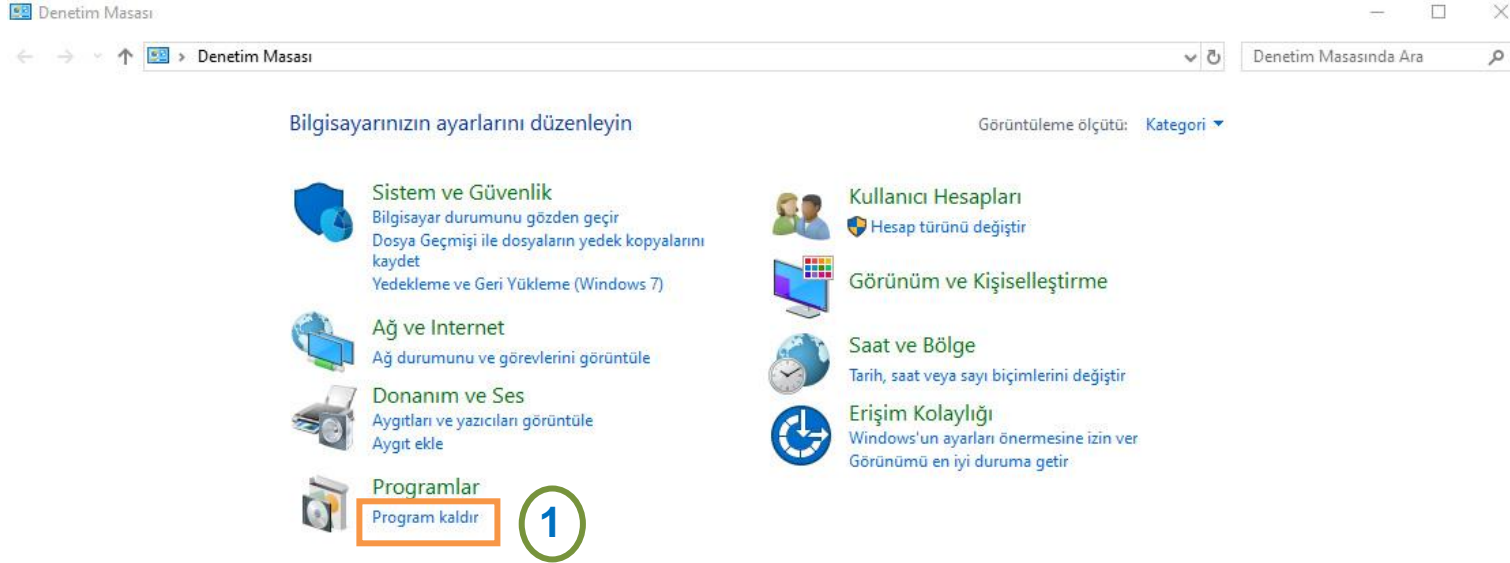 Denetim Masası
Denetim Masası
Denetim Masasında Ara
Bilgisayarınızın ayarlarını düzenleyin
Görüntüleme ölçütü: Kategori
Sistem ve Güvenlik
Bilgisayar durumunu gözden geçir
Dosya Geçmişi ile dosyaların yedek kopyalarını
kaydet
Yedekleme ve Geri Yükleme (Windows 7)
Ağ ve Internet
Ağ durumunu ve görevlerini görüntüle
Donanım ve Ses
Aygıtları ve yazıcıları görüntüle
Aygıt ekle
Programlar
Program kaldır
1
Kullanıcı Hesapları
Hesap türünü değiştir
Görünüm ve Kişiselleştirme
Saat ve Bölge
Tarih, saat veya sayı biçimlerini değiştir
Erişim Kolaylığı
Windows'un ayarları önermesine izin ver
Görünümü en iyi duruma getir